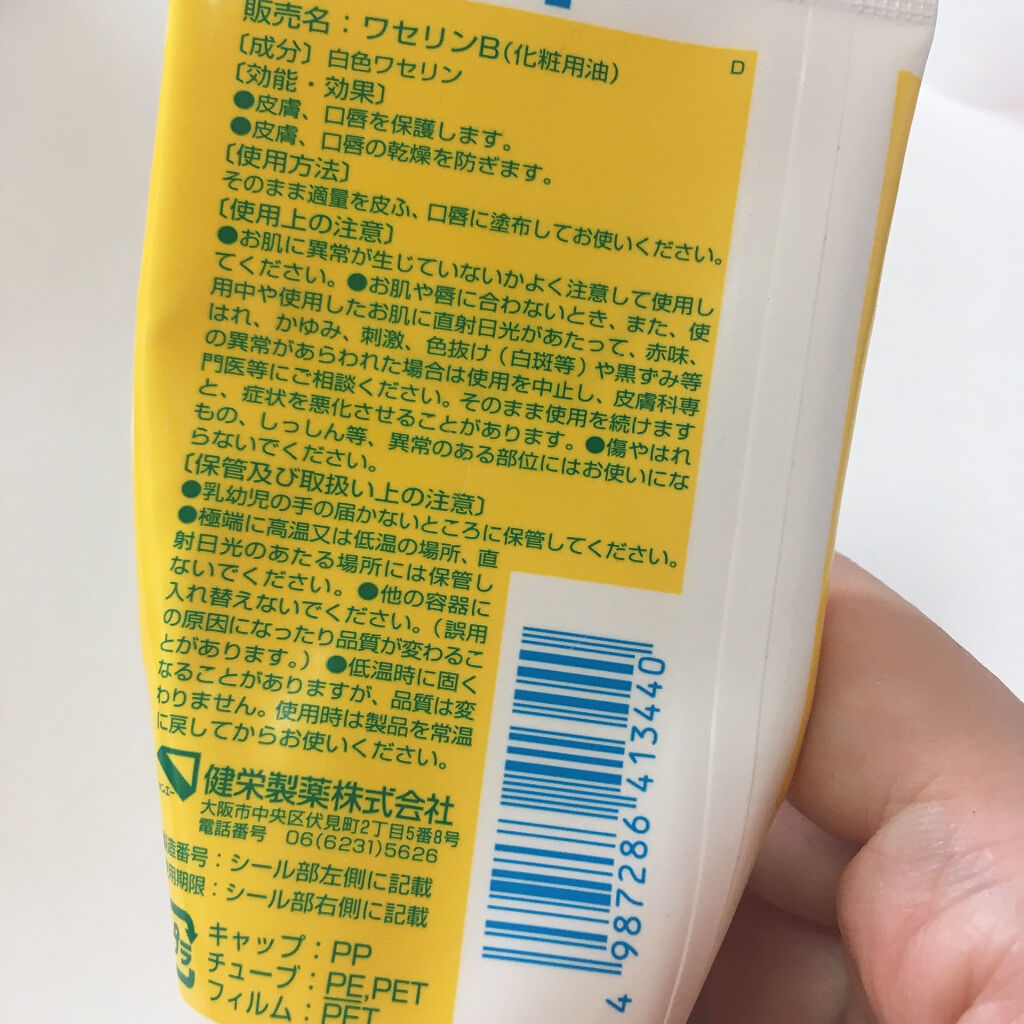 販売名：ワセリンB（化粧用油）
D
〔成分〕白色ワセリン
〔効能・効果〕
●皮膚、口唇を保護します。
●皮膚、口唇の乾燥を防ぎます。
〔使用方法〕
そのまま適量を皮ふ、口唇に塗布してお使いください。
〔使用上の注意〕
●お肌に異常が生じていないかよく注意して使用し
てください。●お肌や唇に合わないとき、また、使
用中や使用したお肌に直射日光があたって、赤味、
はれ、かゆみ、刺激、色抜け（白斑等）や黒ずみ等
の異常があらわれた場合は使用を中止し、皮膚科専
門医等にご相談ください。そのまま使用を続けます
と、症状を悪化させることがあります。●傷やはれ
もの、しっしん等、異常のある部位にはお使いにな
らないでください。
〔保管及び取扱い上の注意〕
●乳幼児の手の届かないところに保管してください。
●極端に高温又は低温の場所、直
射日光のあたる場所には保管し
ないでください。●他の容器に
入れ替えないでください。（誤用
の原因になったり品質が変わるこ
とがあります。）●低温時に固く
なることがありますが、品質は変
わりません。使用時は製品を常温
に戻してからお使いください。
健栄製薬株式会社
大阪市中央区伏見町2丁目5番8号
電話番号 06(6231)5626
造番号：シール部左側に記載
用期限：シール部右側に記載
プラ
キャップ：PP
チューブ：PE,PET
フィルム：PET
4 987286 413440